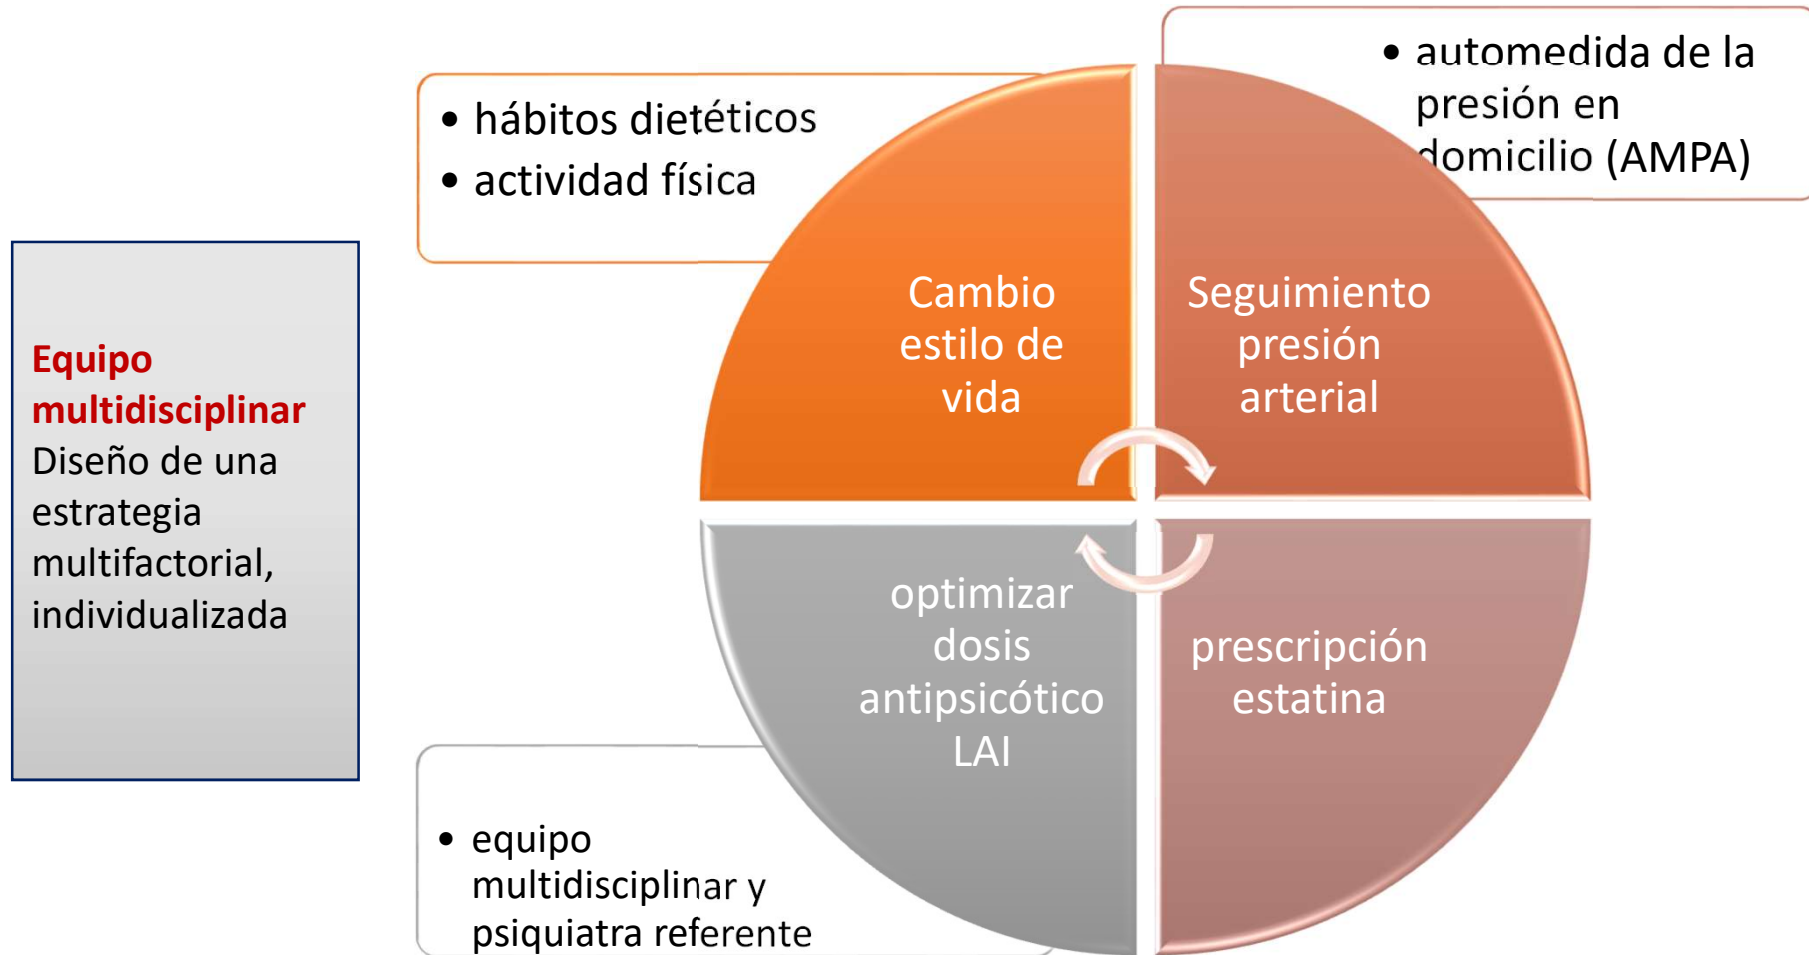 Equipo
multidisciplinar
Diseño de una
estrategia
multifactorial,
individualizada
• hábitos dietéticos
• actividad física
• automedida de la
presión en
domicilio (AMPA)
Cambio
estilo de
vida
Seguimiento
presión
arterial
optimizar
dosis
antipsicótico
LAI
prescripción
estatina
• equipo
multidisciplinar y
psiquiatra referente